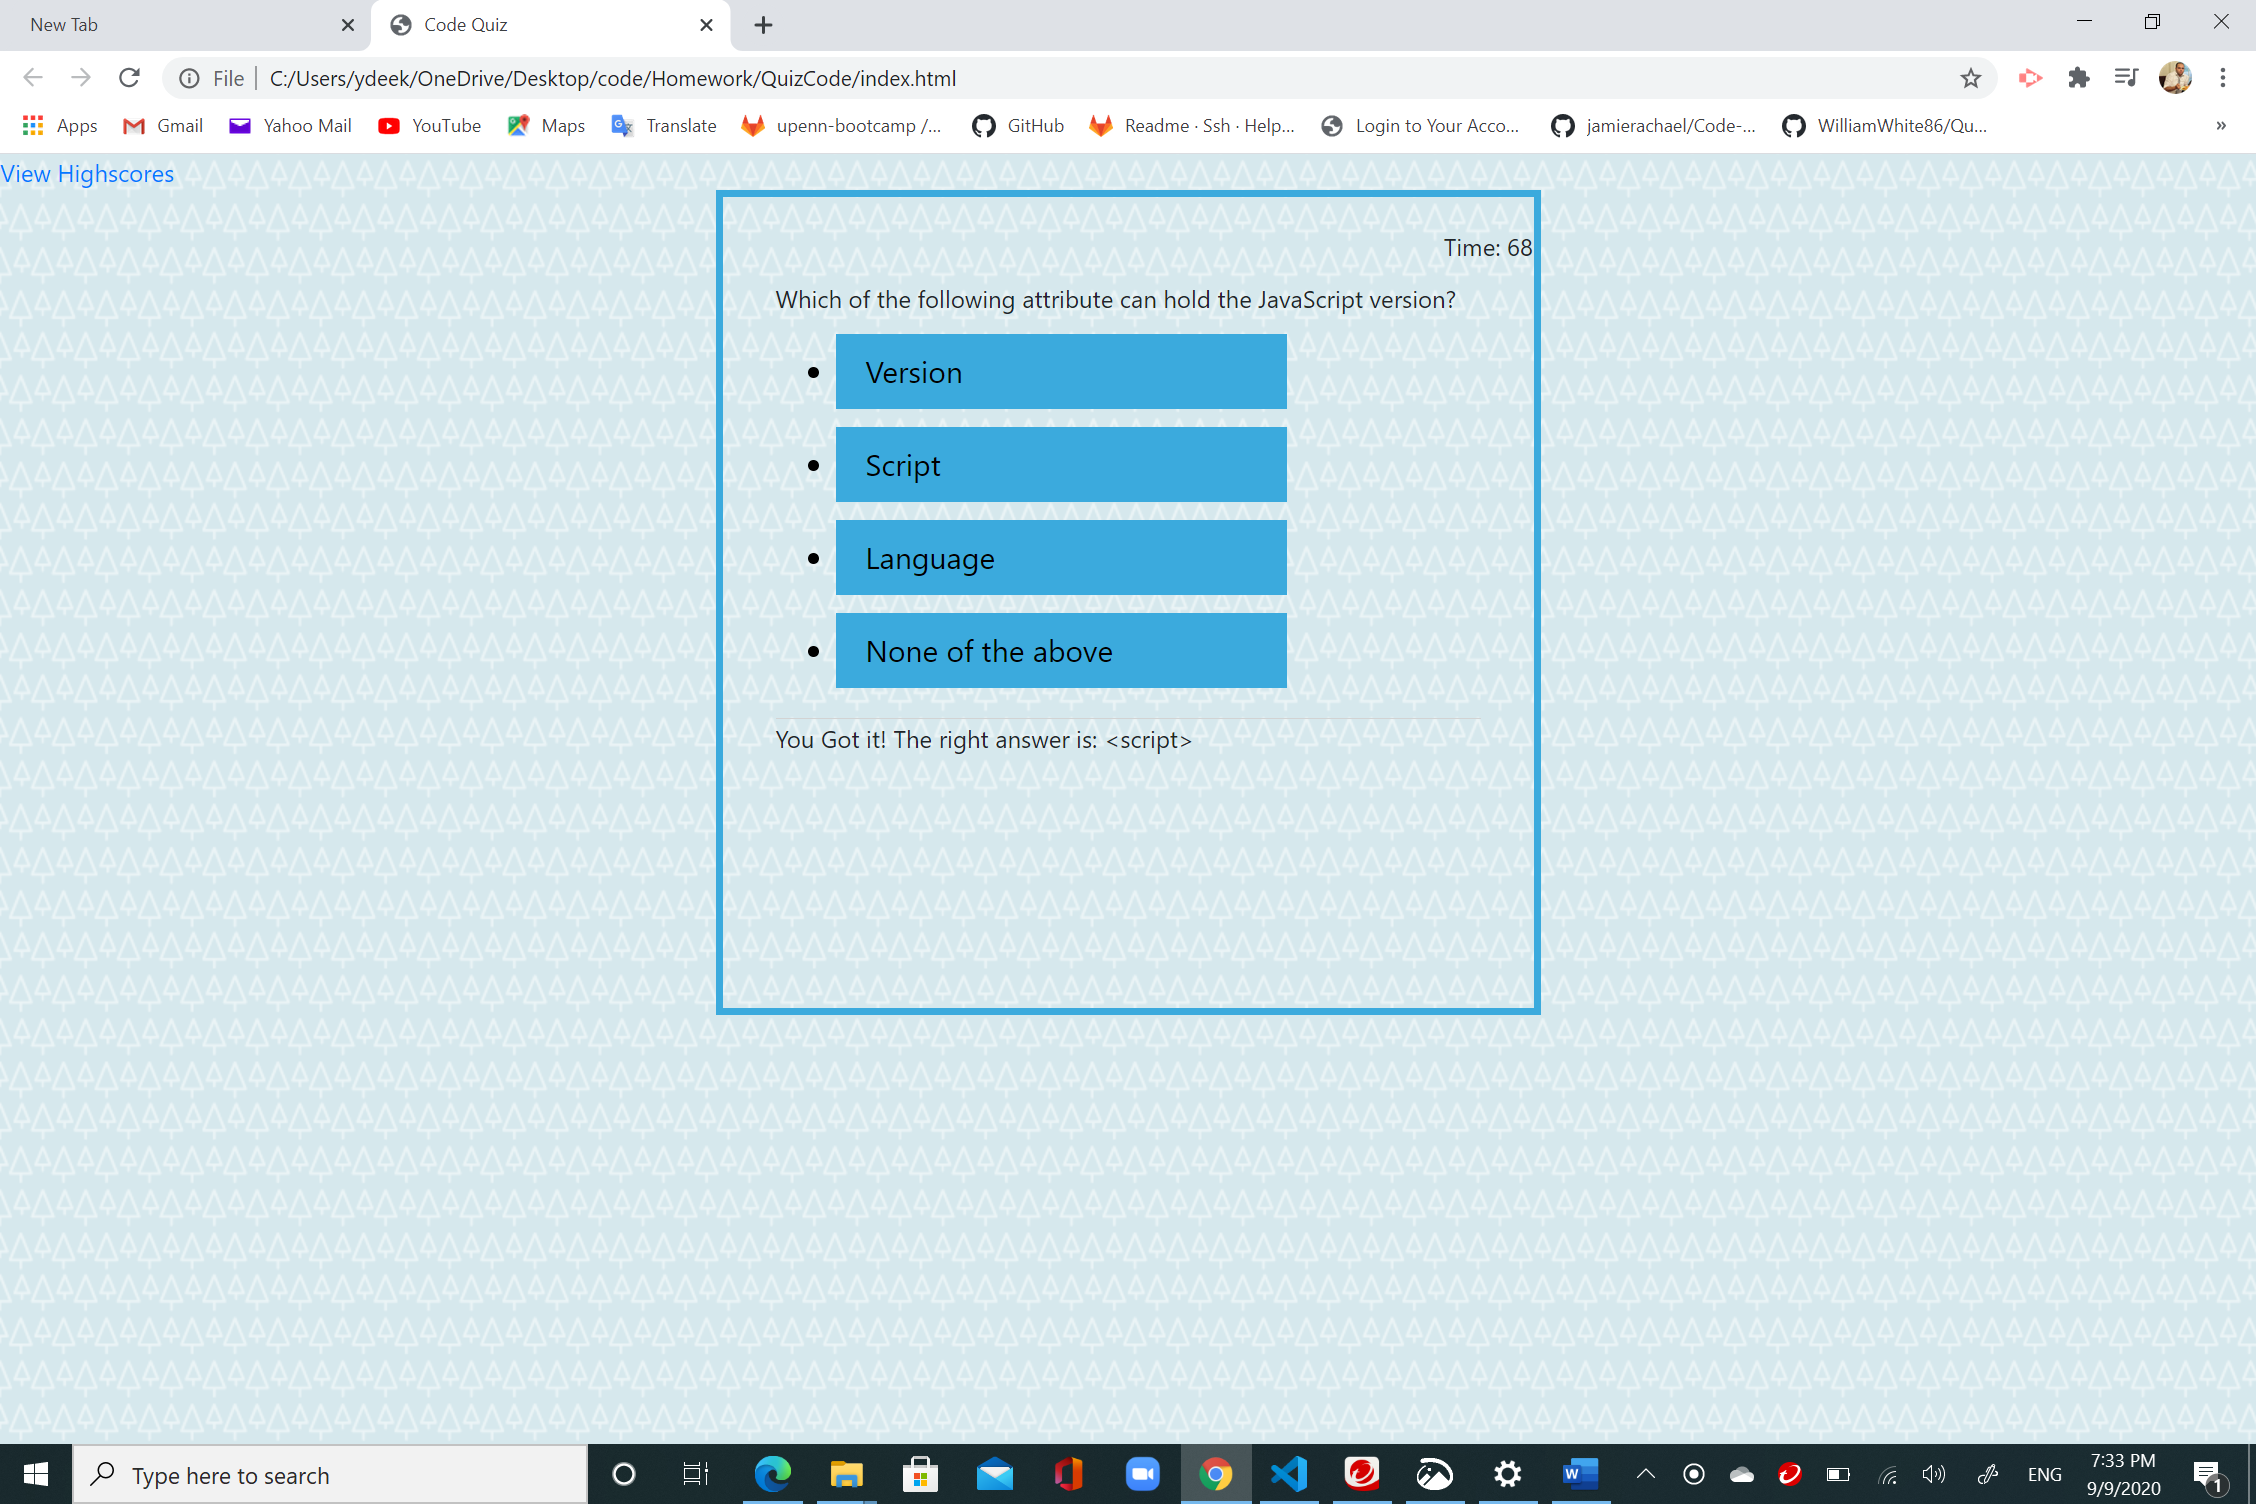 New Tab
Code Quiz
File
C:/Users/ydeek/OneDrive/Desktop/code/Homework/QuizCode/index.html
Apps
Gmail
Yahoo Mail
YouTube
Maps
Translate
upenn-bootcamp /...
GitHub
Readme · Ssh · Help...
Login to Your Acco...
jamierachael/Code-...
WilliamWhite86/Qu...
»
View Highscores
Time: 68
Which of the following attribute can hold the JavaScript version?
Version
Script
Language
None of the above
You Got it! The right answer is: <script>
Type here to search
ENG
7:33 PM
9/9/2020
1